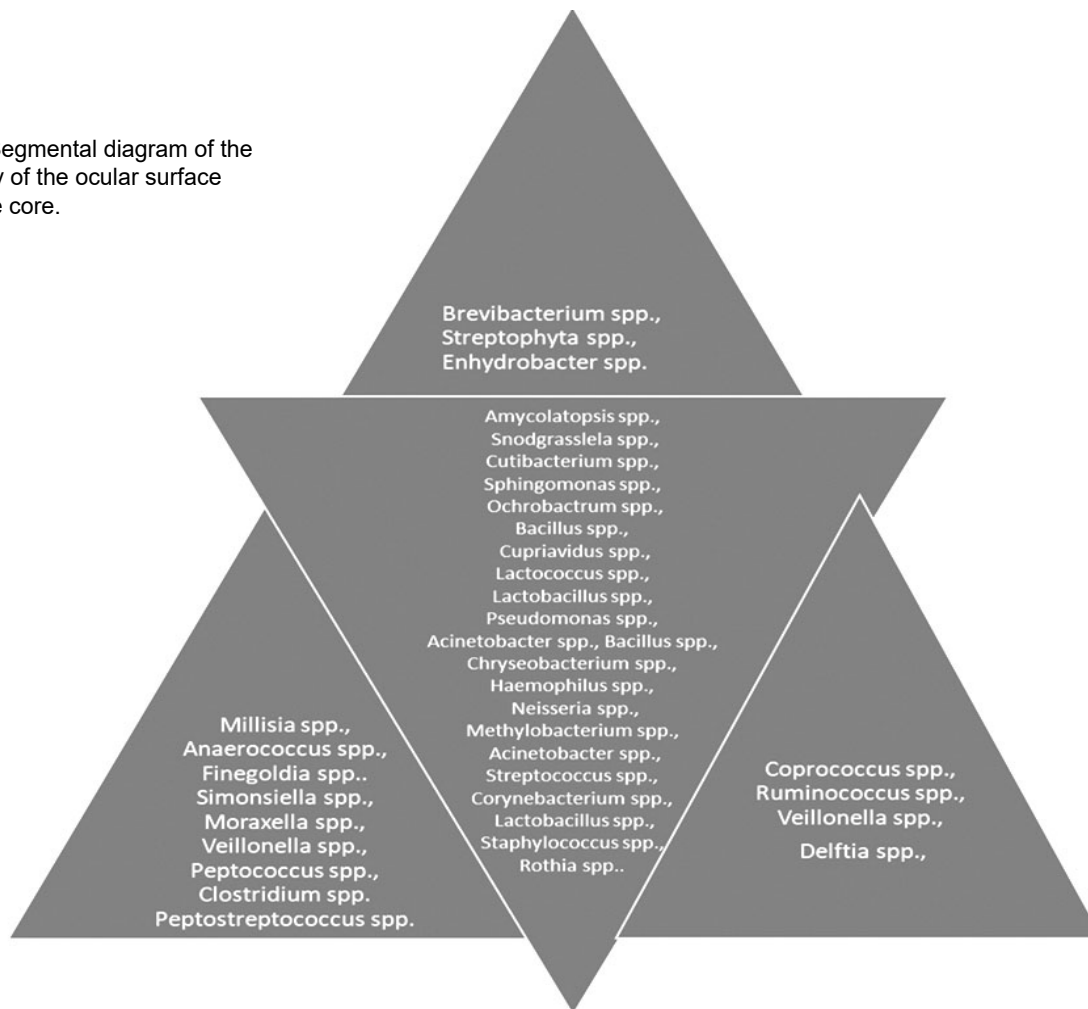 Segmental diagram of the
of the ocular surface
core.
Brevibacterium spp.,
Streptophyta spp.,
Enhydrobacter spp.
Amycolatopsis spp.,
Snodgrasslela spp.,
Cutibacterium spp.,
Sphingomonas spp.,
Ochrobactrum spp.,
Bacillus spp.,
Cupriavidus spp.,
Lactococcus spp.,
Lactobacillus spp.,
Pseudomonas spp.,
Acinetobacter spp., Bacillus spp.,
Chryseobacterium spp.,
Haemophilus spp.,
Neisseria spp.,
Methylobacterium spp.,
Acinetobacter spp.,
Streptococcus spp.,
Corynebacterium spp.,
Lactobacillus spp.,
Staphylococcus spp.,
Rothia spp..
Millisia spp.,
Anaerococcus spp.,
Finegoldia spp..
Simonsiella spp.,
Moraxella spp.,
Veillonella spp.,
Peptococcus spp.,
Clostridium spp.
Peptostreptococcus spp.
Coprococcus spp.,
Ruminococcus spp.,
Veillonella spp.,
Delftia spp.,